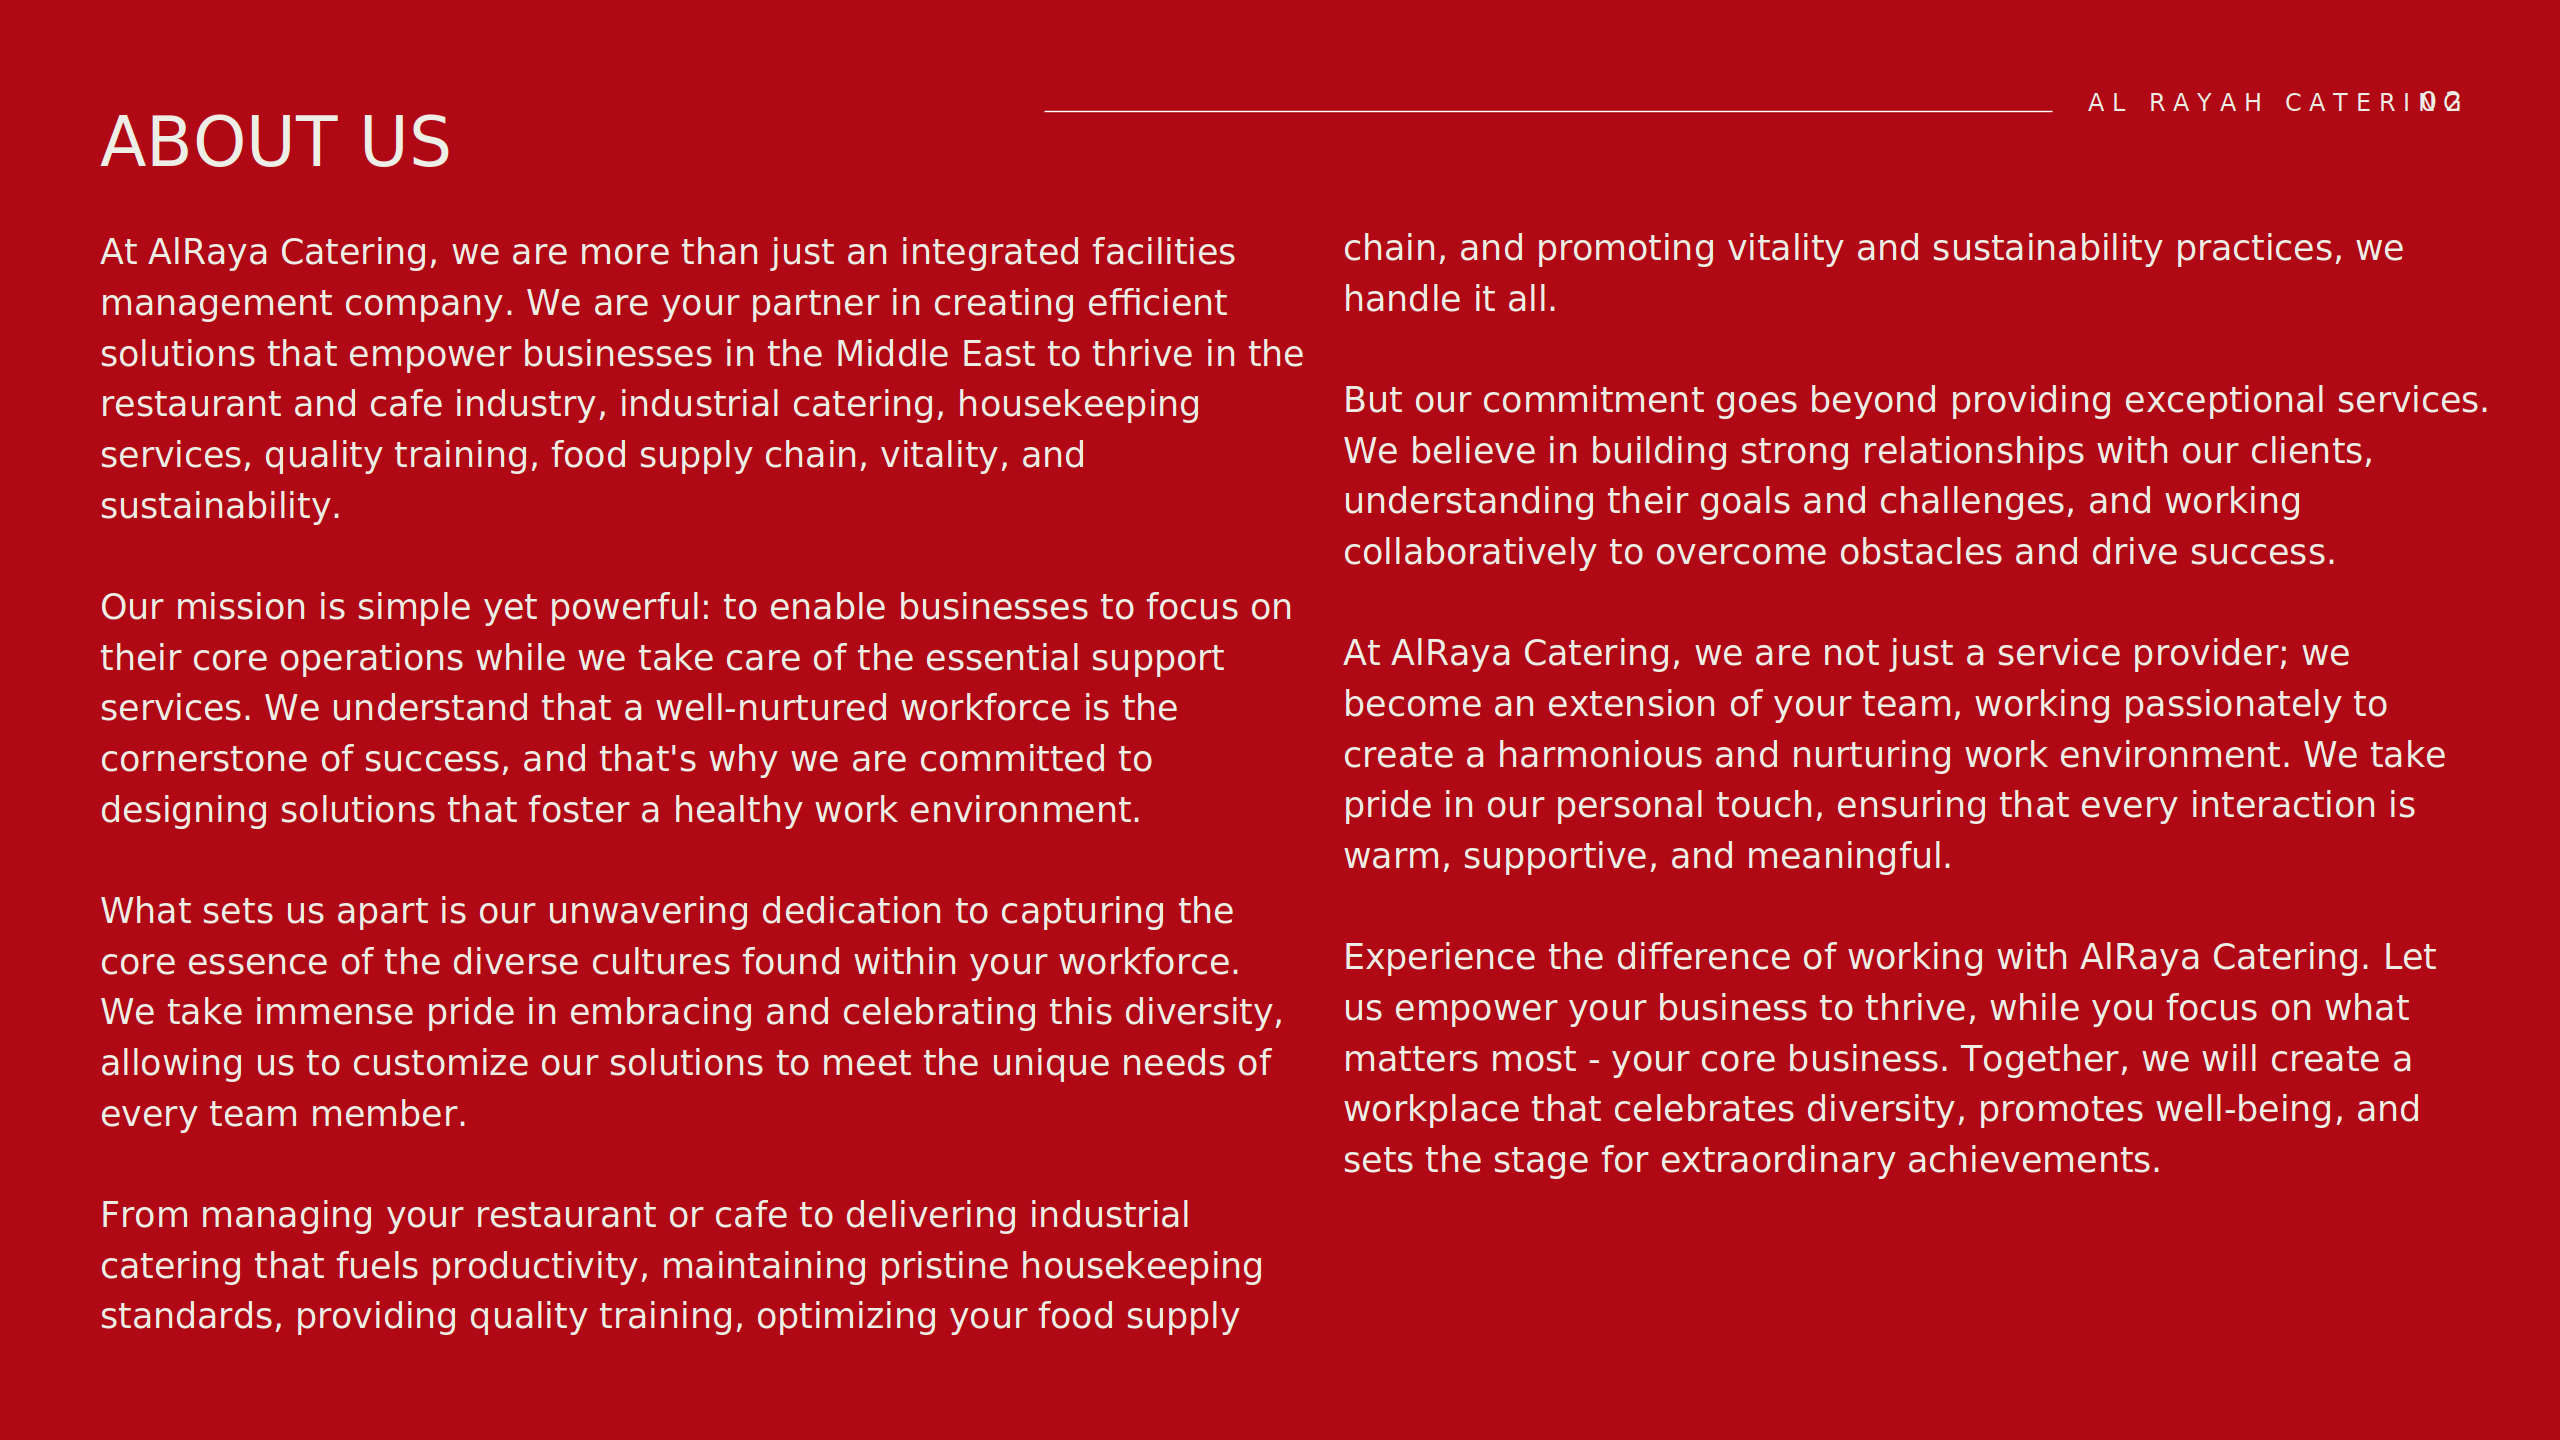 AL RAYAH CATERING 02
ABOUT US
At AlRaya Catering, we are more than just an integrated facilities
management company. We are your partner in creating efficient
solutions that empower businesses in the Middle East to thrive in the
restaurant and cafe industry, industrial catering, housekeeping
services, quality training, food supply chain, vitality, and
sustainability.
Our mission is simple yet powerful: to enable businesses to focus on
their core operations while we take care of the essential support
services. We understand that a well-nurtured workforce is the
cornerstone of success, and that's why we are committed to
designing solutions that foster a healthy work environment.
What sets us apart is our unwavering dedication to capturing the
core essence of the diverse cultures found within your workforce.
We take immense pride in embracing and celebrating this diversity,
allowing us to customize our solutions to meet the unique needs of
every team member.
From managing your restaurant or cafe to delivering industrial
catering that fuels productivity, maintaining pristine housekeeping
standards, providing quality training, optimizing your food supply
chain, and promoting vitality and sustainability practices, we
handle it all.
But our commitment goes beyond providing exceptional services.
We believe in building strong relationships with our clients,
understanding their goals and challenges, and working
collaboratively to overcome obstacles and drive success.
At AlRaya Catering, we are not just a service provider; we
become an extension of your team, working passionately to
create a harmonious and nurturing work environment. We take
pride in our personal touch, ensuring that every interaction is
warm, supportive, and meaningful.
Experience the difference of working with AlRaya Catering. Let
us empower your business to thrive, while you focus on what
matters most - your core business. Together, we will create a
workplace that celebrates diversity, promotes well-being, and
sets the stage for extraordinary achievements.